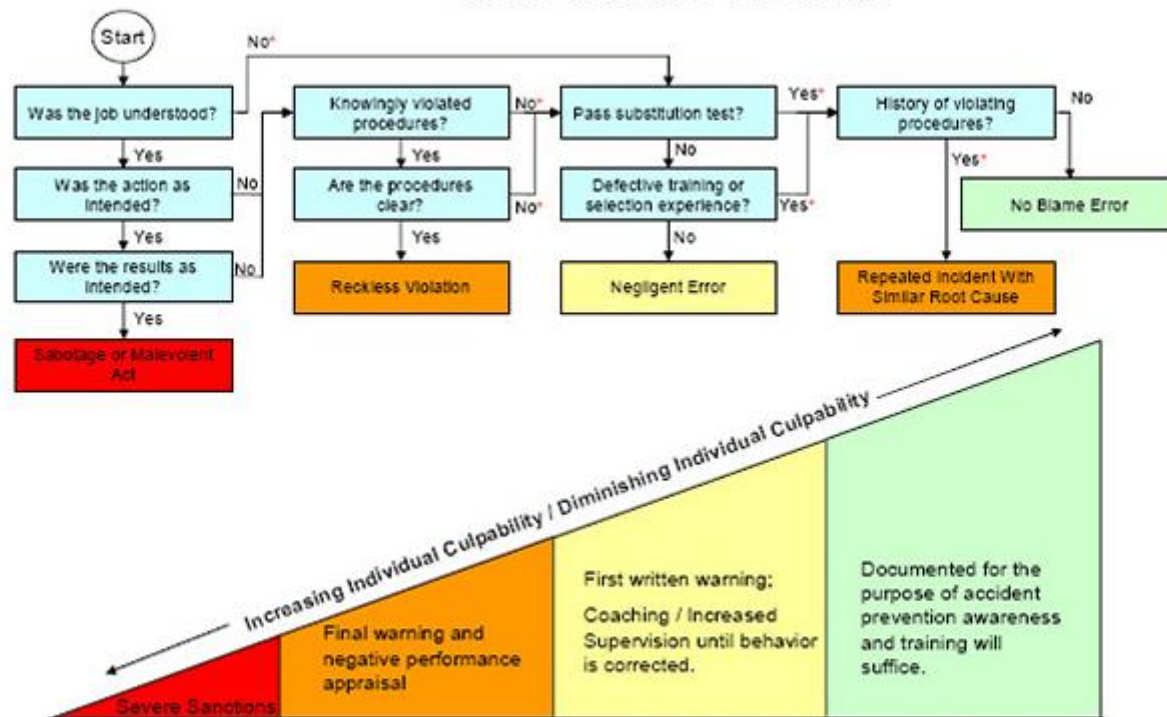 Start
No*
Was the job understood?
Yes
Was the action as
Intended?
No
Yes
Were the results as
Intended?
No
Yes
Sabotage or Malevolent
Act
Knowingly violated
procedures?
No*
Yes
Are the procedures
clear?
No*
Yes
Reckless Violation
Pass substitution test?
Yes*
No
Defective training or
selection experience?
Yes*
No
Negligent Error
History of violating
procedures?
No
Yes*
No Blame Error
Repeated Incident With
Similar Root Cause
Increasing Individual Culpability / Diminishing Individual Culpability
Severe Sanctions
Final warning and
negative performance
appraisal
First written warning;
Coaching / Increased
Supervision until behavior
is corrected.
Documented for the
purpose of accident
prevention awareness
and training will
suffice.